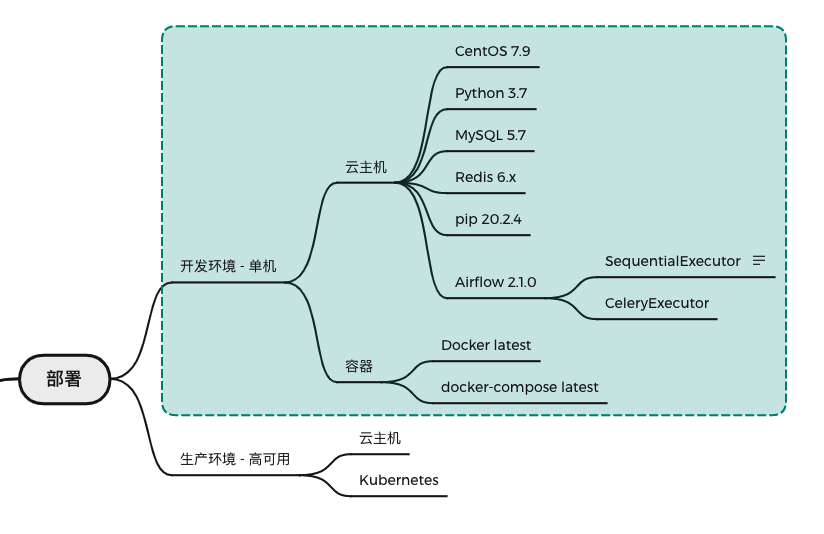 CentOS 7.9
Python 3.7
MySQL 5.7
云主机
Redis 6.x
pip 20.2.4
开发环境 - 单机
SequentialExecutor
Airflow 2.1.0
CeleryExecutor
Docker latest
容器
docker-compose latest
部署
云主机
生产环境 - 高可用
Kubernetes